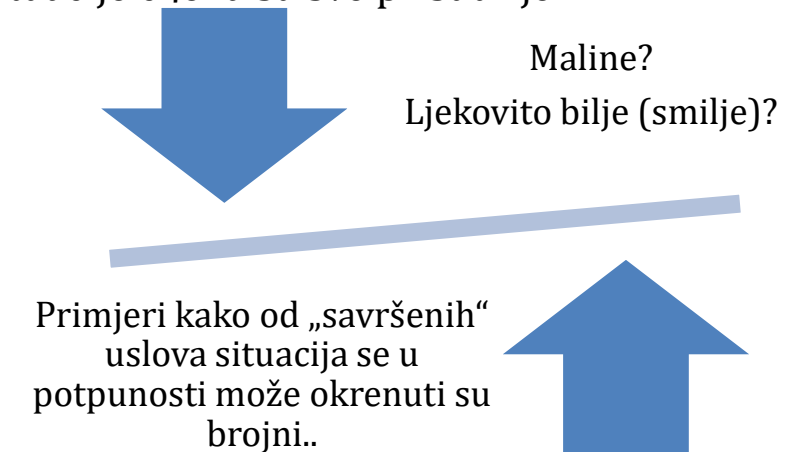 Maline?
Ljekovito bilje (smilje)?
Primjeri kako od „savršenih“
uslova situacija se u
potpunosti može okrenuti su
brojni..